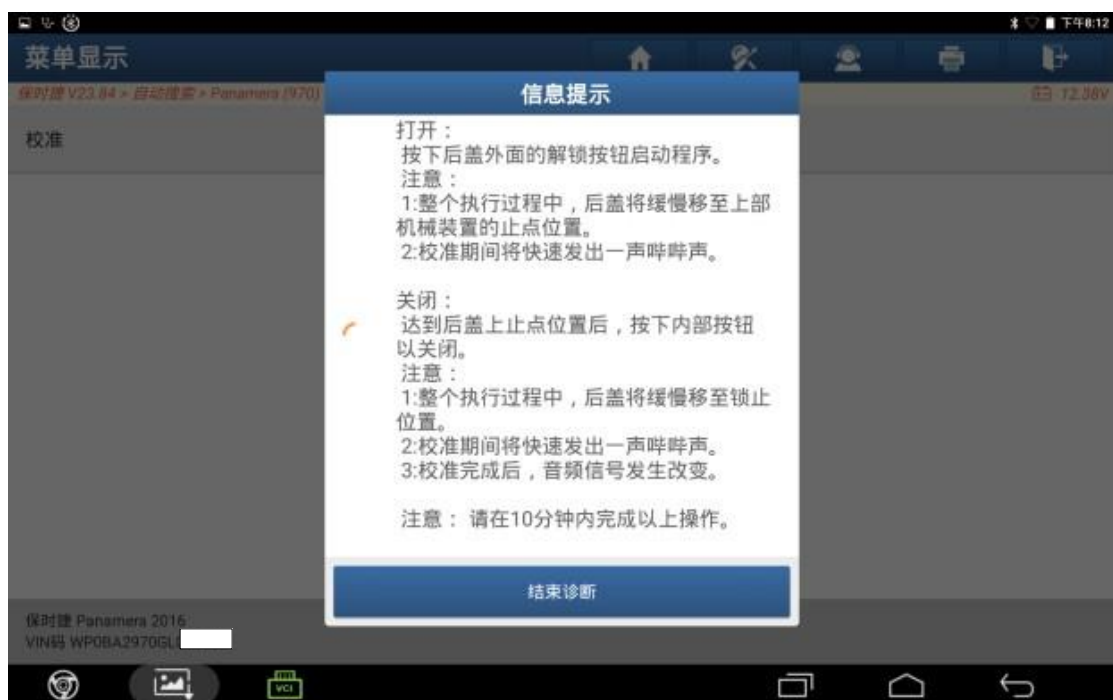 下午8:12
菜单显示
保时捷 V23.84 > 自动搜索 > Panamera (970)
12.38V
信息提示
校准
打开：
按下后盖外面的解锁按钮启动程序。
注意：
1:整个执行过程中，后盖将缓慢移至上部
机械装置的止点位置。
2:校准期间将快速发出一声哔哔声。
关闭：
达到后盖上止点位置后，按下内部按钮
以关闭。
注意：
1:整个执行过程中，后盖将缓慢移至锁止
位置。
2:校准期间将快速发出一声哔哔声。
3:校准完成后，音频信号发生改变。
注意： 请在10分钟内完成以上操作。
结束诊断
保时捷 Panamera 2016
VIN码 WP0BA2970GL
VCI